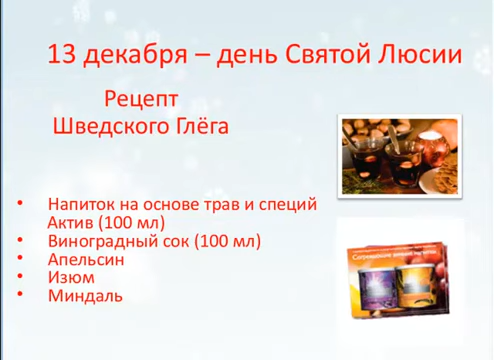 13 декабря – день Святой Люсии
Рецепт
Шведского Глёга
• Напиток на основе трав и специй
Актив (100 мл)
• Виноградный сок (100 мл)
• Апельсин
• Изюм
• Миндаль